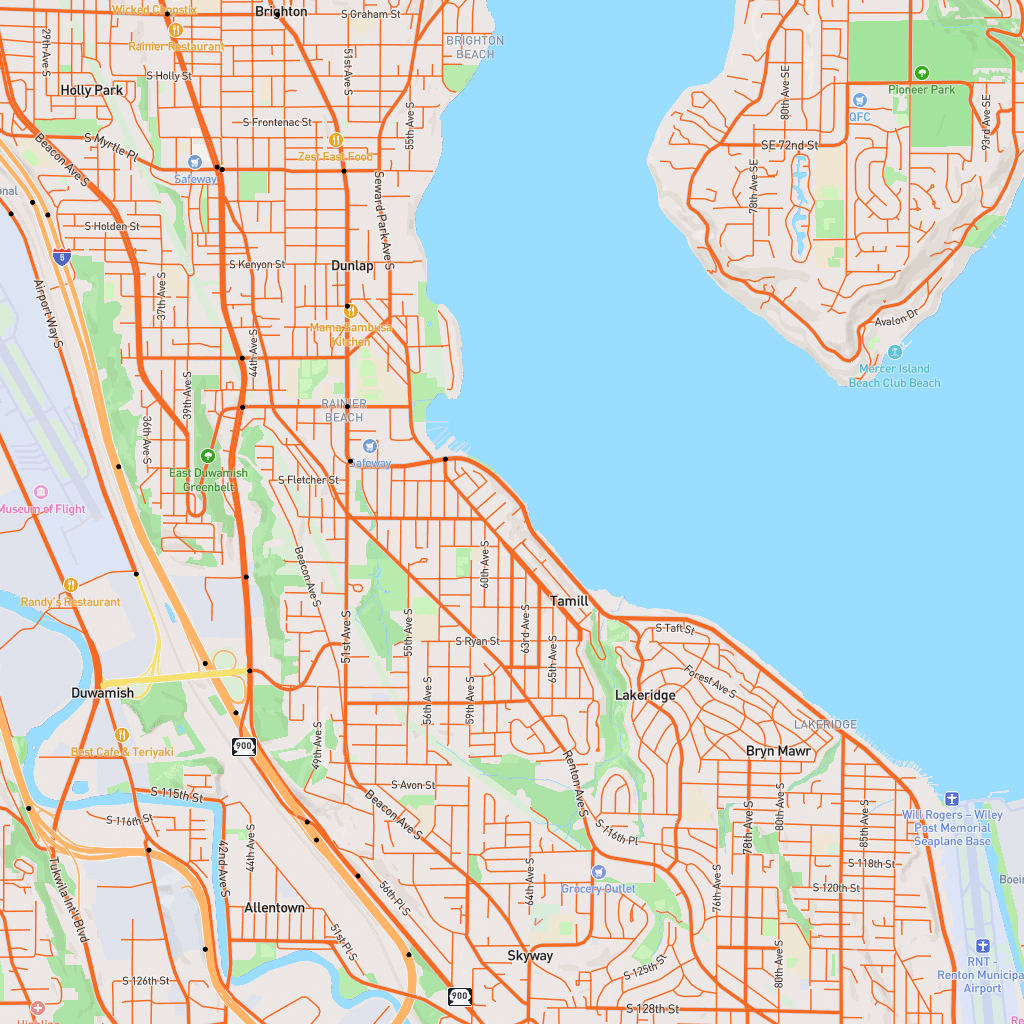 Wicked Chopstix
Brighton
S Graham St
Rainier Restaurant
BRIGHTON
BEACH
29th Ave S
51st Ave S
S Holly St
Holly Park
Pioneer Park
80th Ave SE
93rd Ave SE
QFC
S Frontenac St
55th Ave S
S Myrtle Pl
Zest East Food
SE 72nd St
Beacon Ave S
Safeway
78th Ave SE
Seward Park Ave S
S Holden St
5
S Kenyon St
Dunlap
37th Ave S
Airport Way S
Mama Sambusa
Kitchen
Avalon Dr
44th Ave S
Mercer Island
Beach Club Beach
39th Ave S
RAINIER
BEACH
36th Ave S
Safeway
East Duwamish
Greenbelt
S Fletcher St
Museum of Flight
60th Ave S
Beacon Ave S
Randy's Restaurant
Tamill
51st Ave S
55th Ave S
63rd Ave S
S Taft St
S Ryan St
65th Ave S
Forest Ave S
Duwamish
56th Ave S
59th Ave S
Lakeridge
LAKERIDGE
49th Ave S
900
Best Cafe & Teriyaki
Bryn Mawr
Renton Ave S
S Avon St
S 115th St
80th Ave S
85th Ave S
Will Rogers – Wiley
Post Memorial
Seaplane Base
S 116th St
Beacon Ave S
S 116th Pl
78th Ave S
44th Ave S
42nd Ave S
S 118th St
Tukwila Int'l Blvd
64th Ave S
Grocery Outlet
76th Ave S
S 120th St
56th Pl S
Allentown
51st Pl S
Skyway
S 125th St
80th Ave S
RNT -
Renton Municipal
Airport
S 126th St
900
S 128th St